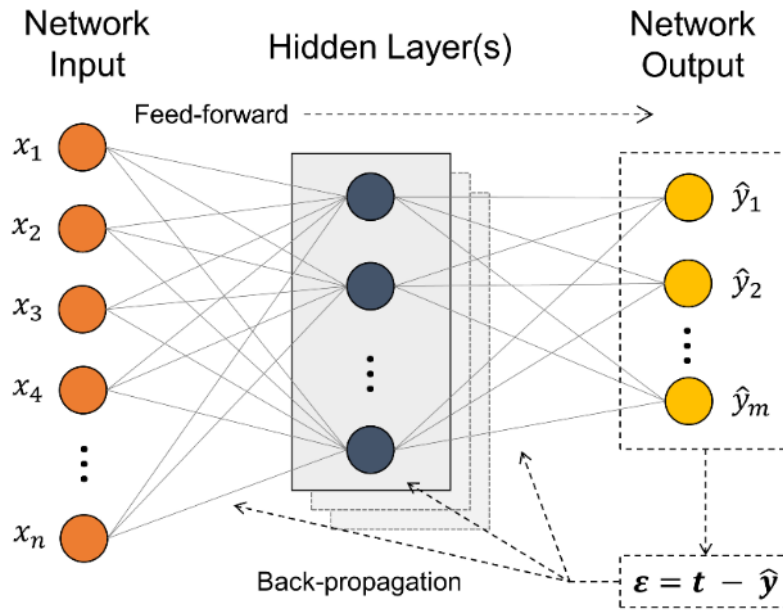 Network
Input
Hidden Layer(s)
Network
Output
Feed-forward
x₁
x₂
x₃
x₄
xₙ
ŷ₁
ŷ₂
ŷₘ
Back-propagation
ε = t − ŷ